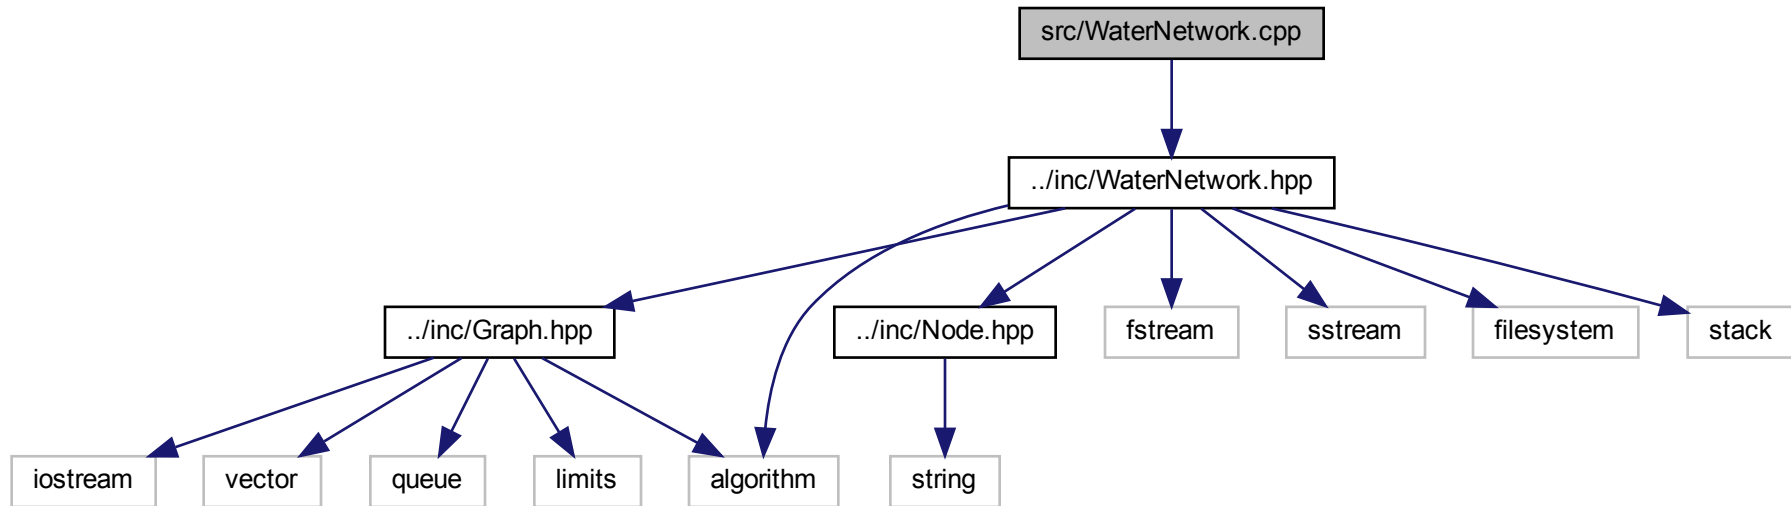 src/WaterNetwork.cpp
../inc/WaterNetwork.hpp
../inc/Graph.hpp
../inc/Node.hpp
fstream
sstream
filesystem
stack
iostream
vector
queue
limits
algorithm
string